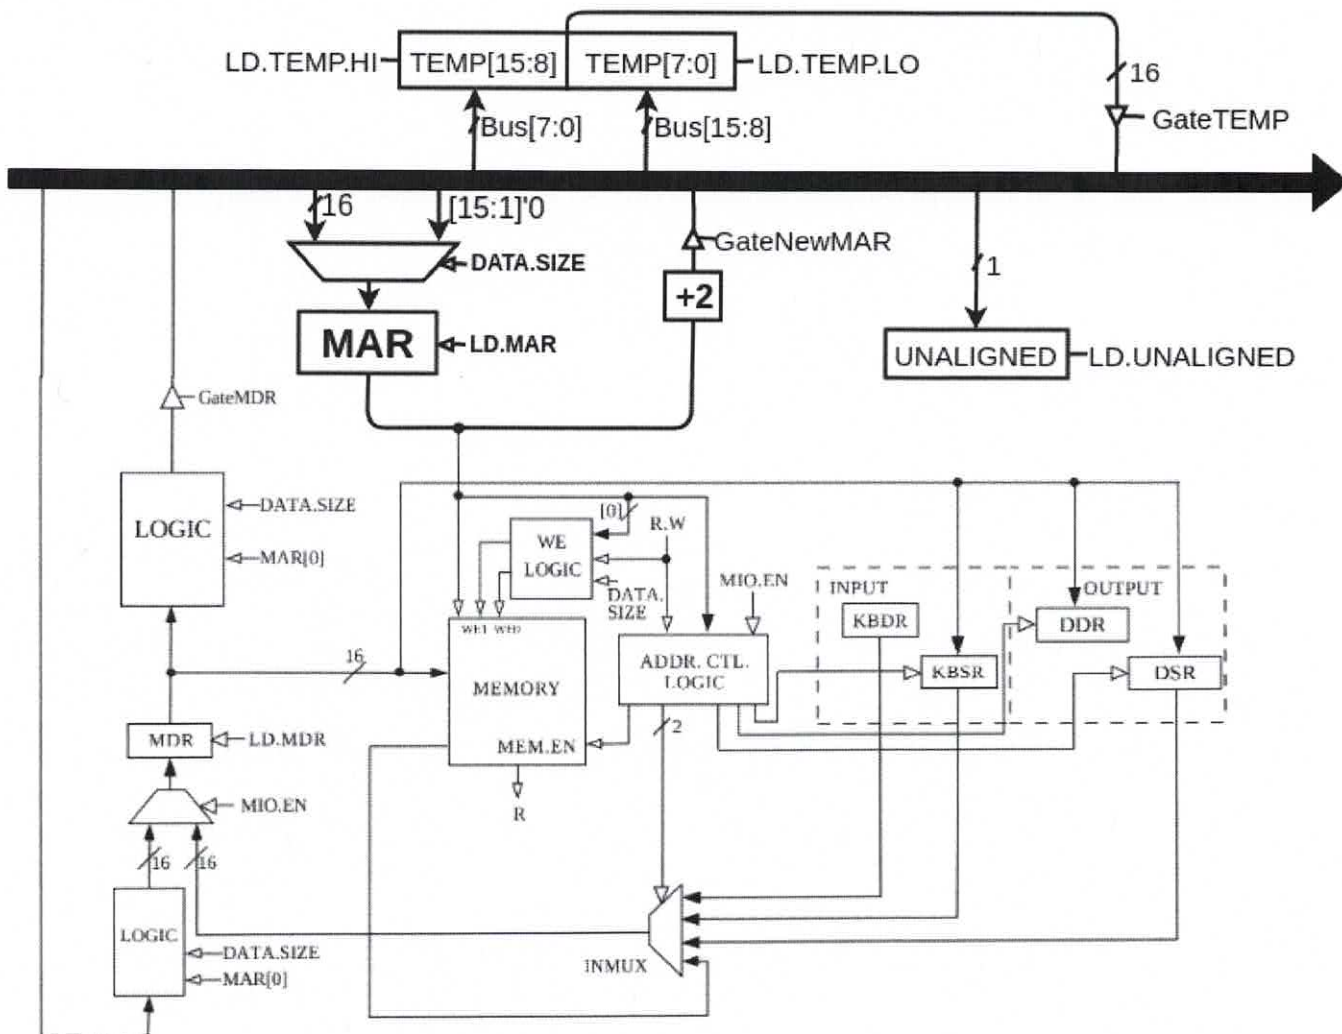 LD.TEMP.HI
TEMP[15:8]
TEMP[7:0]
LD.TEMP.LO
16
Bus[7:0]
Bus[15:8]
GateTEMP
16
[15:1]'0
GateNewMAR
DATA.SIZE
+2
1
MAR
LD.MAR
UNALIGNED
LD.UNALIGNED
GateMDR
LOGIC
DATA.SIZE
MAR[0]
[0]
R.W
WE
LOGIC
DATA.
SIZE
MIO.EN
INPUT
KBDR
OUTPUT
DDR
WE1 WE0
16
MEMORY
ADDR. CTL.
LOGIC
KBSR
DSR
MDR
LD.MDR
MEM.EN
2
MIO.EN
R
16
16
LOGIC
DATA.SIZE
MAR[0]
INMUX